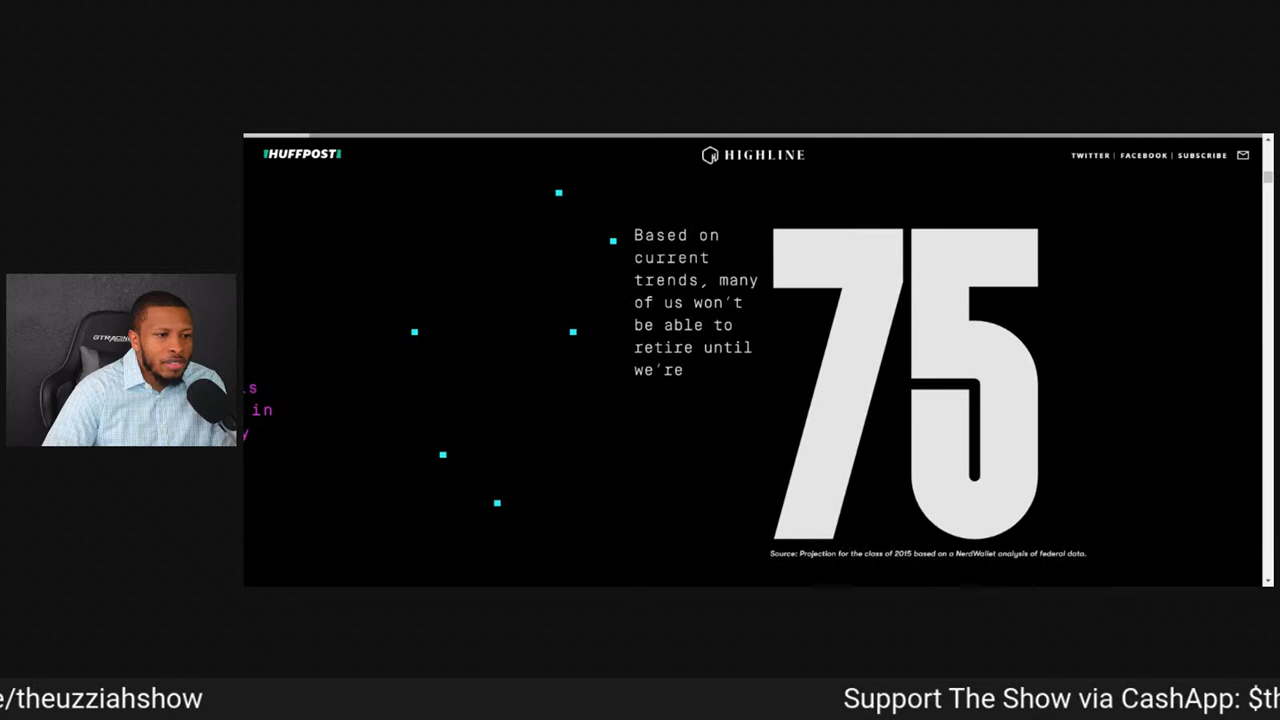 HUFFPOST
HIGHLINE
TWITTER | FACEBOOK | SUBSCRIBE
Based on
current
trends, many
of us won't
be able to
retire until
we're
75
in
y
GTRACING
Source: Projection for the class of 2015 based on a NerdWallet analysis of federal data.
e/theuzziahshow
Support The Show via CashApp: $th